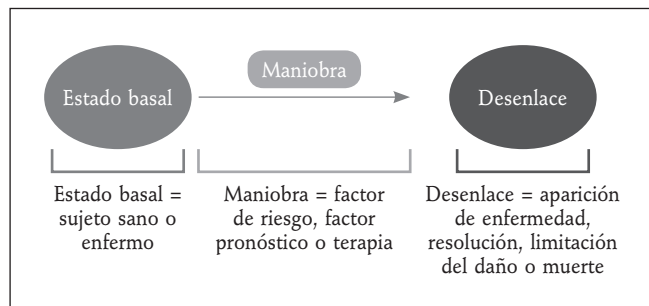 Maniobra
Estado basal
Desenlace
Estado basal =
sujeto sano o
enfermo
Maniobra = factor
de riesgo, factor
pronóstico o terapia
Desenlace = aparición
de enfermedad,
resolución, limitación
del daño o muerte